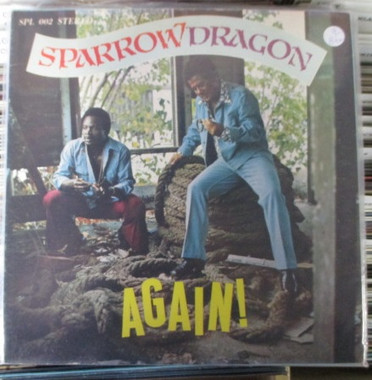 SPL 002 STEREO
SPARROW DRAGON
AGAIN!